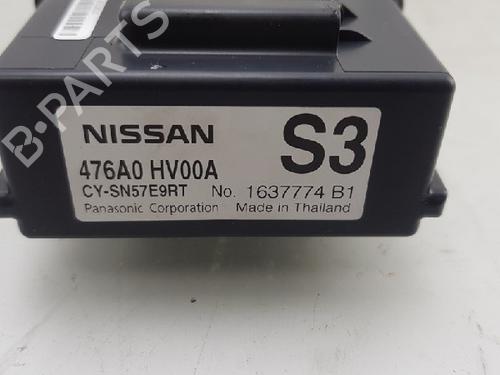 B-PARTS
NISSAN S3
476A0 HV00A
CY-SN57E9RT No. 1637774 B1
Panasonic Corporation Made in Thailand